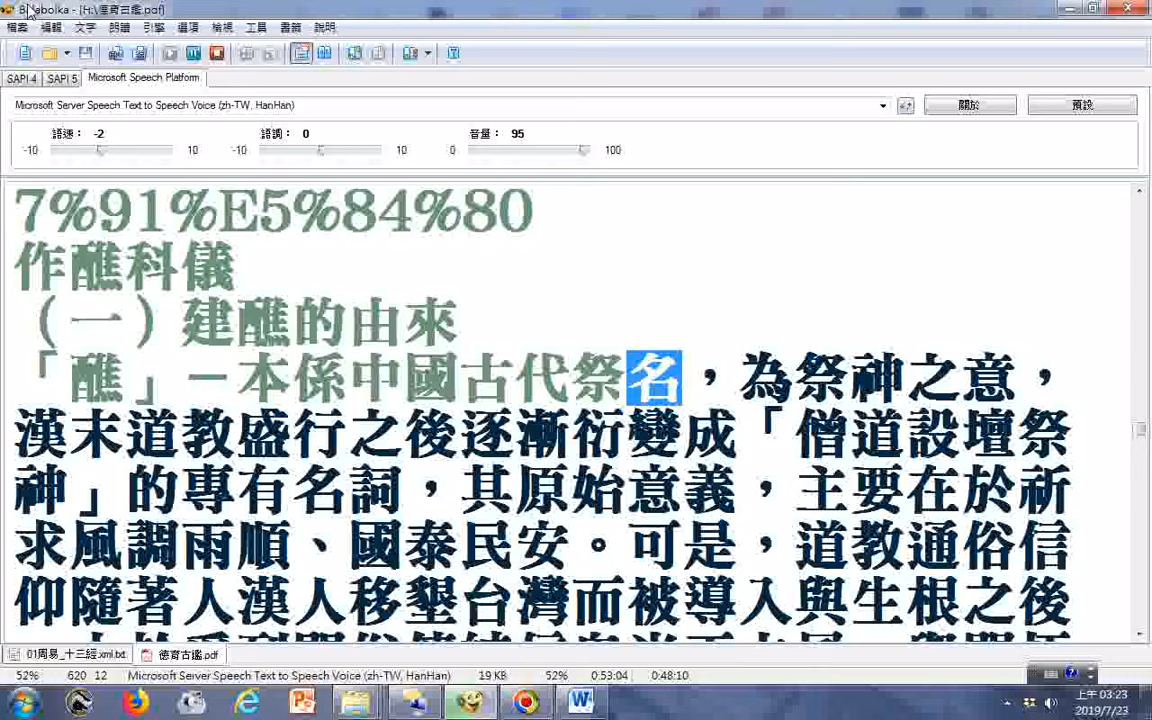 Balabolka - [H:\德育古鑑.pdf]
檔案 編輯 文字 朗讀 引擎 選項 檢視 工具 書籤 說明
SAPI 4 SAPI 5 Microsoft Speech Platform
Microsoft Server Speech Text to Speech Voice (zh-TW, HanHan) 關於 預設
語速： -2 語調： 0 音量： 95
-10 10 -10 10 0 100
7%91%E5%84%80
作醮科儀
（一）建醮的由來
「醮」－本係中國古代祭名，為祭神之意，
漢末道教盛行之後逐漸衍變成「僧道設壇祭
神」的專有名詞，其原始意義，主要在於祈
求風調雨順、國泰民安。可是，道教通俗信
仰隨著人漢人移墾台灣而被導入與生根之後
01周易_十三經.xml.txt 德育古鑑.pdf
52% 620 12 Microsoft Server Speech Text to Speech Voice (zh-TW, HanHan) 19 KB 52% 0:53:04 0:48:10
上午 03:23
2019/7/23